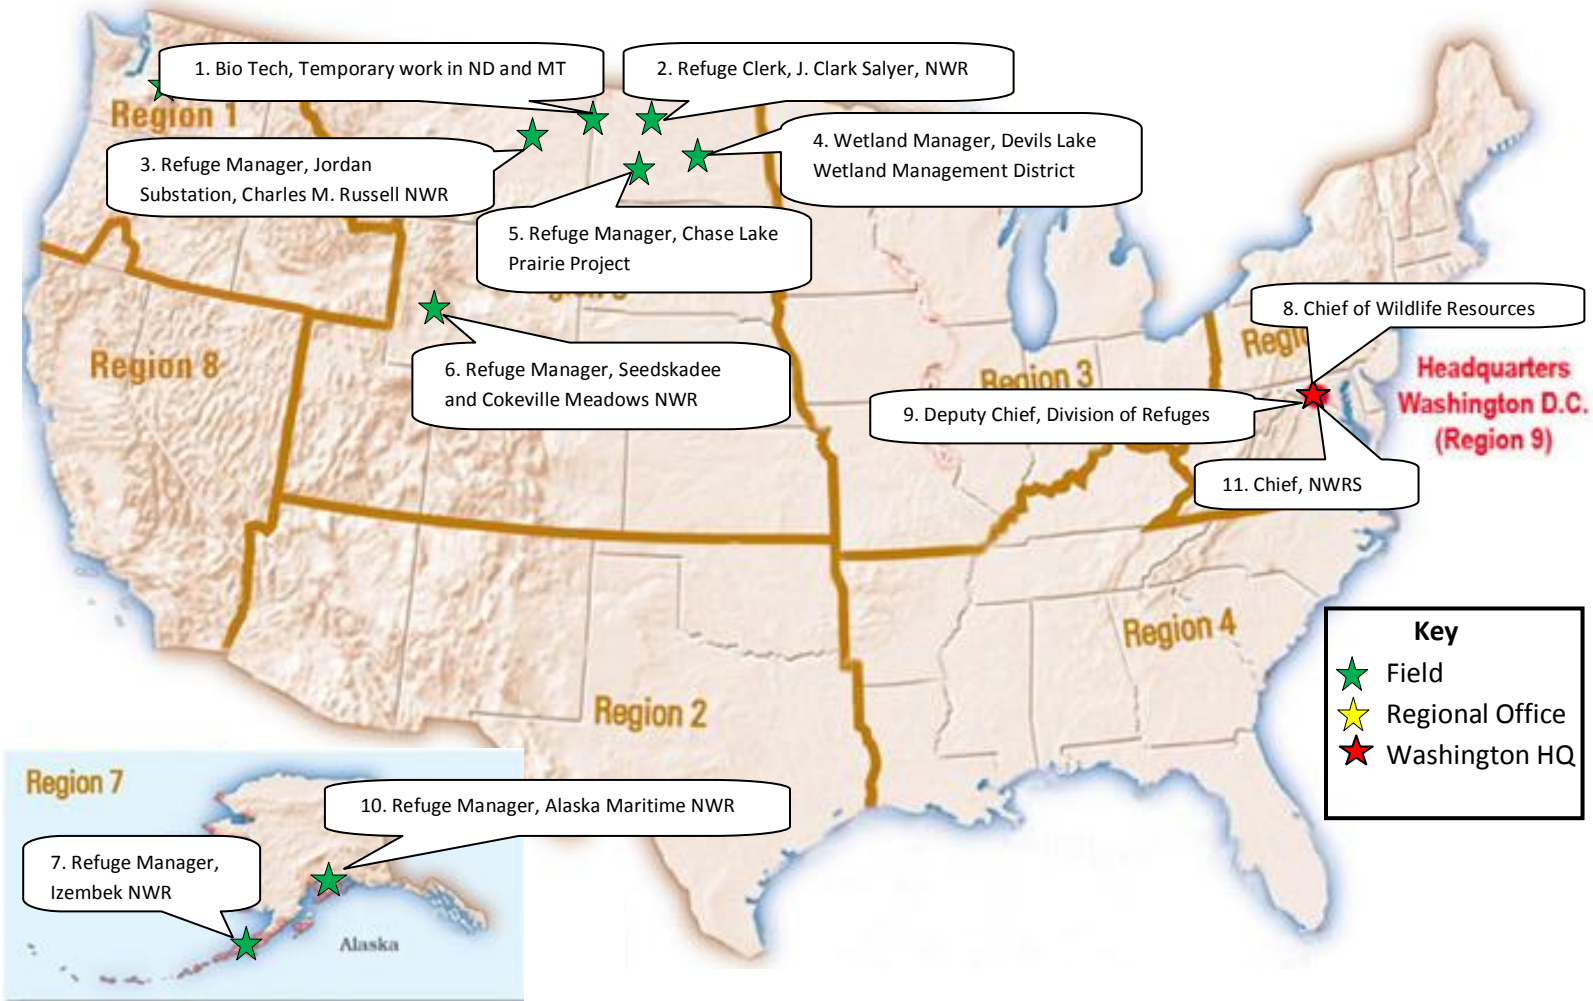 1. Bio Tech, Temporary work in ND and MT
2. Refuge Clerk, J. Clark Salyer, NWR
Region 1
3. Refuge Manager, Jordan
Substation, Charles M. Russell NWR
4. Wetland Manager, Devils Lake
Wetland Management District
5. Refuge Manager, Chase Lake
Prairie Project
6. Refuge Manager, Seedskadee
and Cokeville Meadows NWR
Region 8
Region 3
8. Chief of Wildlife Resources
Headquarters
Washington D.C.
(Region 9)
9. Deputy Chief, Division of Refuges
11. Chief, NWRS
Region 4
Region 2
Key
Field
Regional Office
Washington HQ
Region 7
10. Refuge Manager, Alaska Maritime NWR
7. Refuge Manager,
Izembek NWR
Alaska